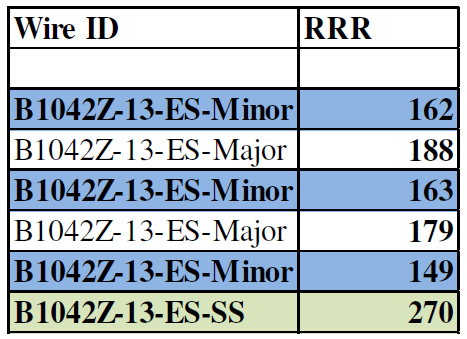 Wire ID RRR
B1042Z-13-ES-Minor 162
B1042Z-13-ES-Major 188
B1042Z-13-ES-Minor 163
B1042Z-13-ES-Major 179
B1042Z-13-ES-Minor 149
B1042Z-13-ES-SS 270